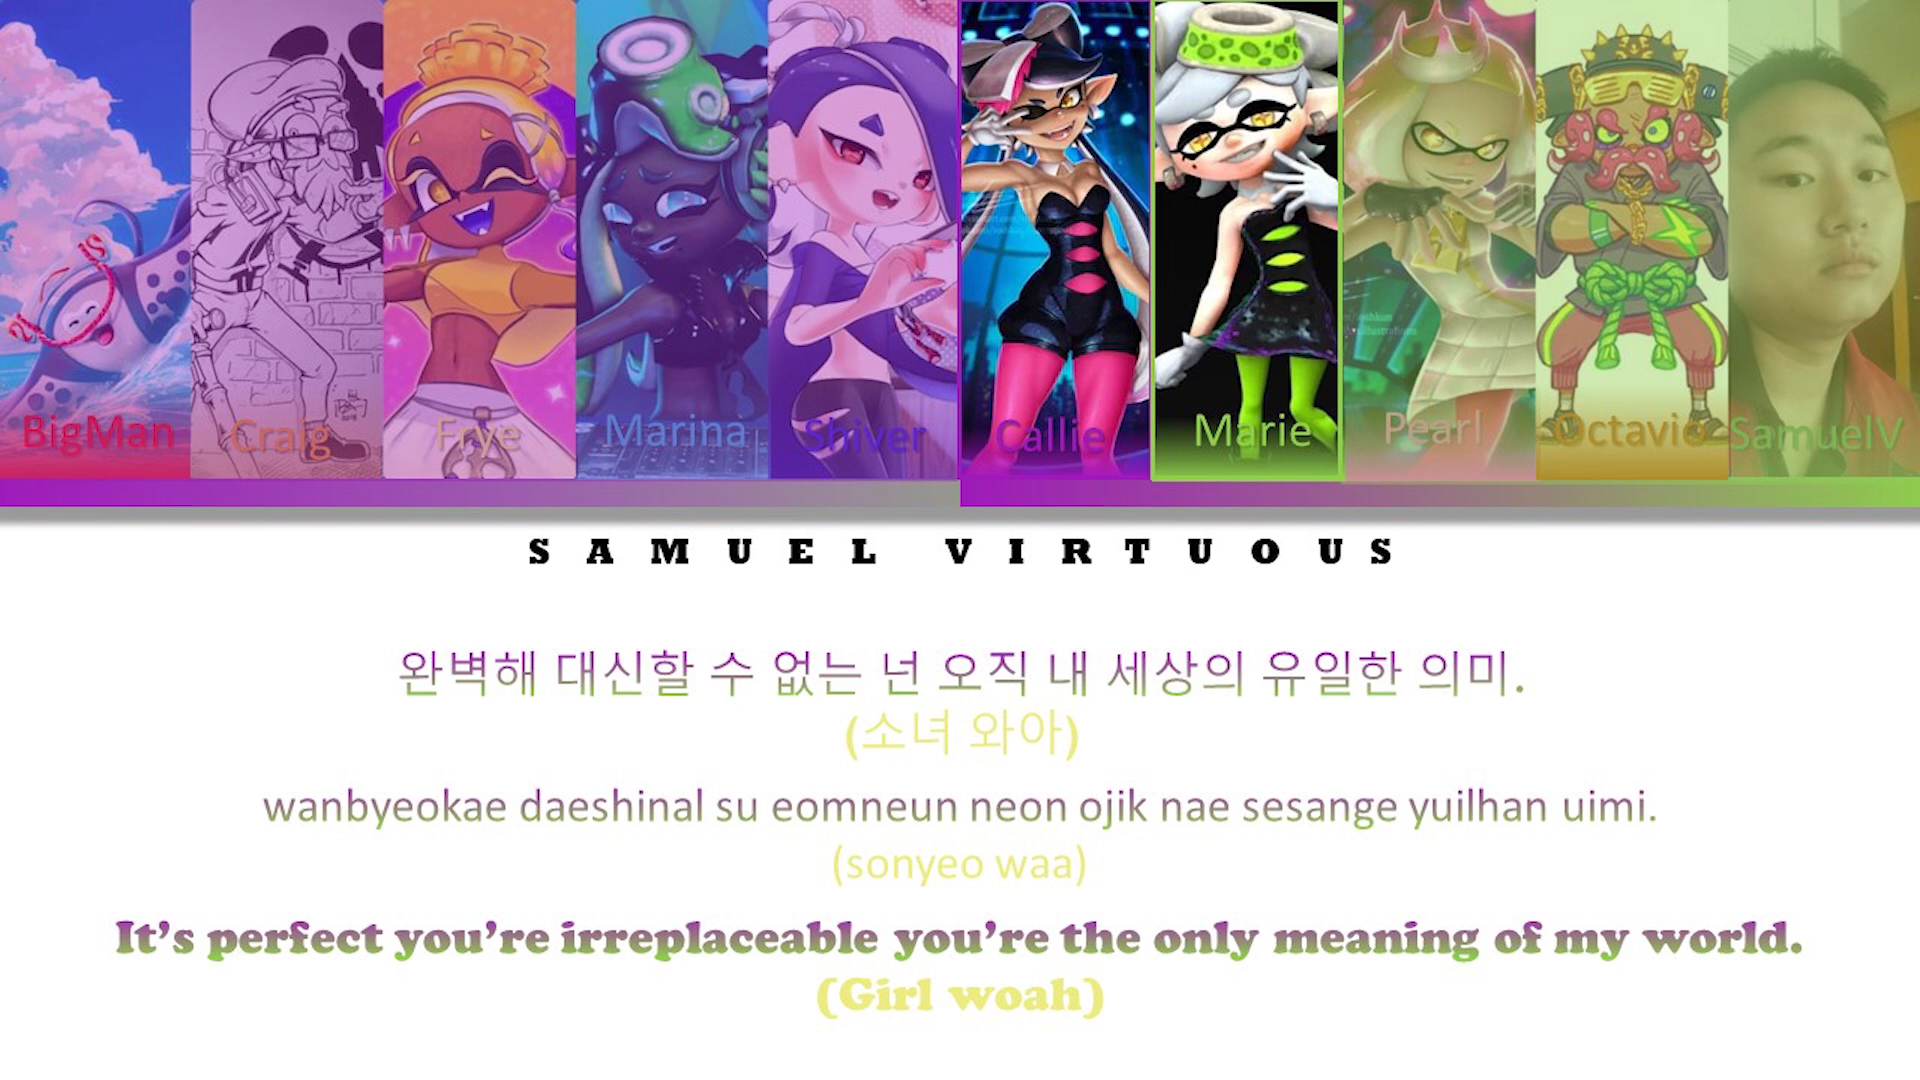 BigMan
Craig
Frye
Marina
Shiver
Callie
Marie
Pearl
Octavio
SamuelV
SAMUEL VIRTUOUS
완벽해 대신할 수 없는 넌 오직 내 세상의 유일한 의미.
(소녀 와아)
wanbyeokae daeshinal su eomneun neon ojik nae sesange yuilhan uimi.
(sonyeo waa)
It's perfect you're irreplaceable you're the only meaning of my world.
(Girl woah)